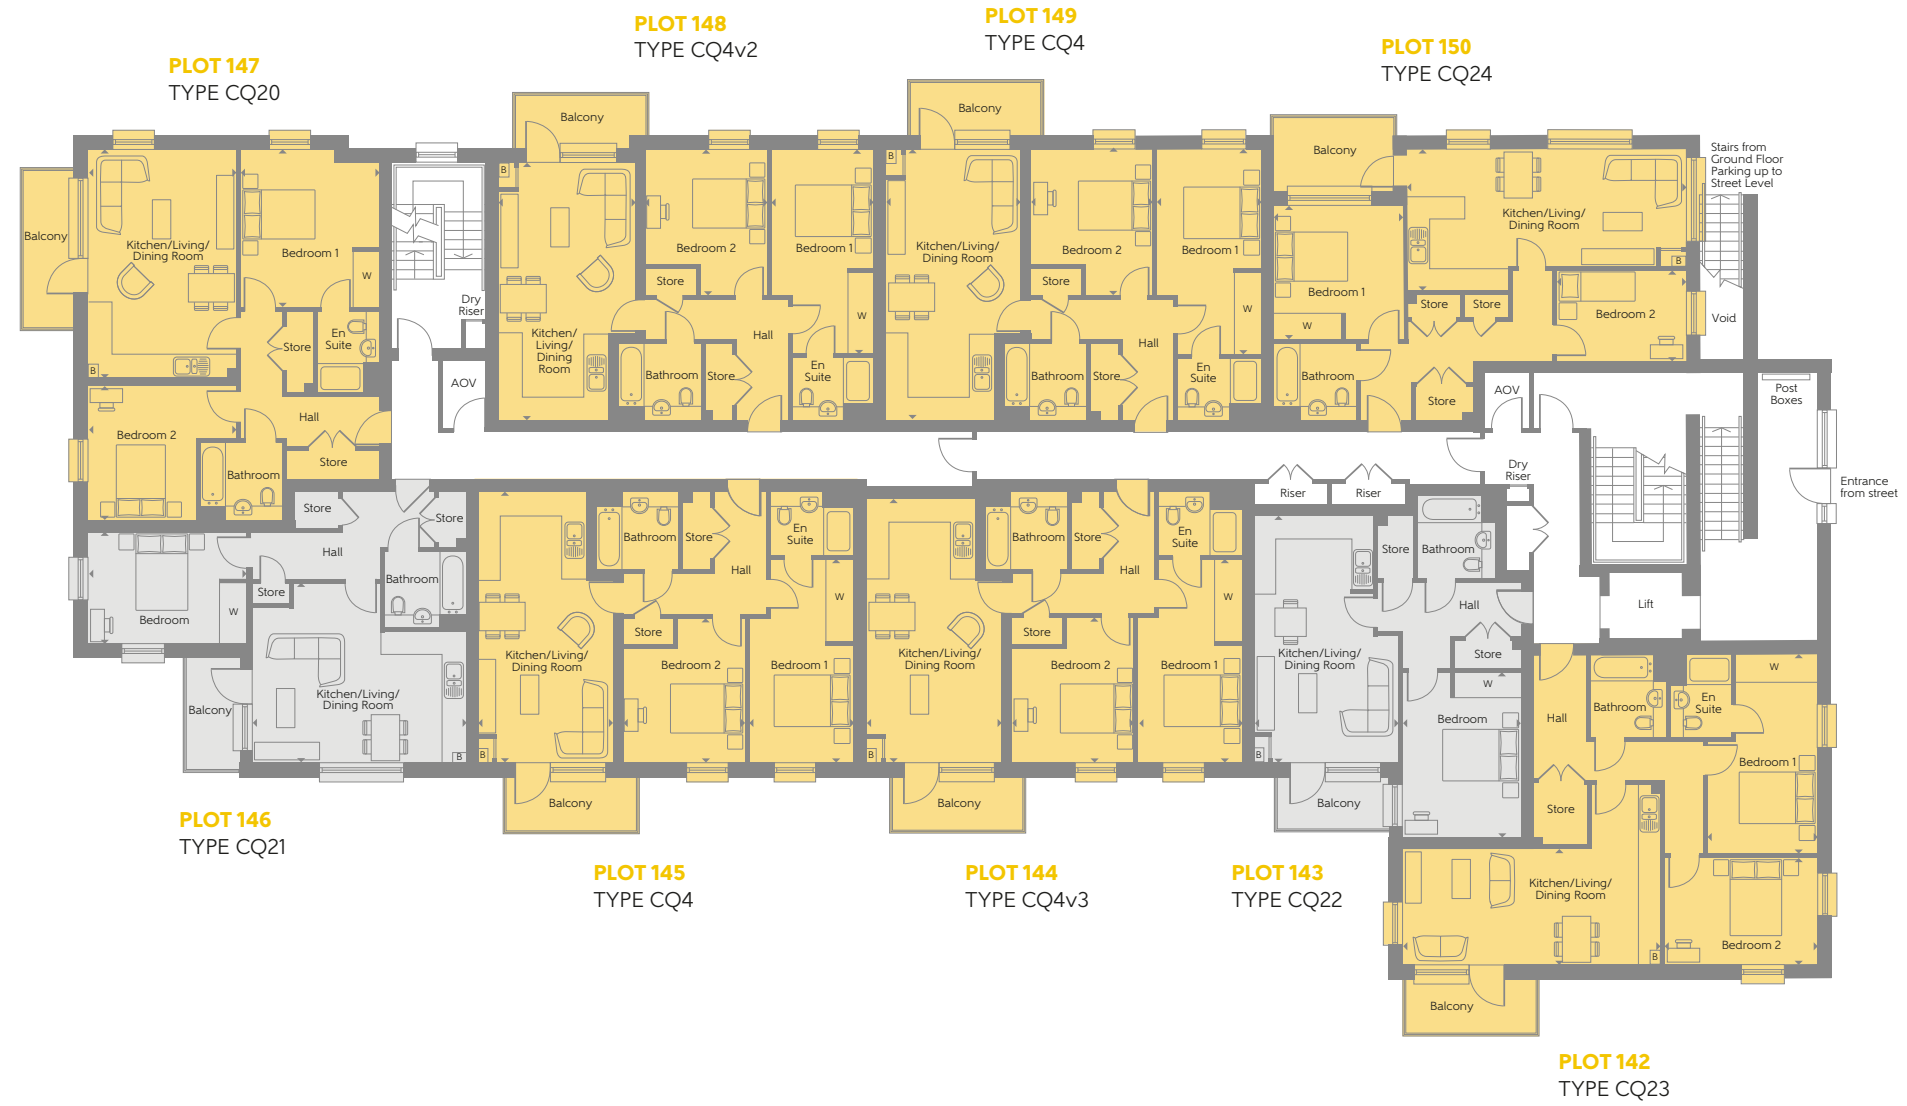 PLOT 147
TYPE CQ20
PLOT 148
TYPE CQ4v2
PLOT 149
TYPE CQ4
PLOT 150
TYPE CQ24
Balcony
Kitchen/Living/
Dining Room
Bedroom 1
W
B
Store
En
Suite
Hall
Bedroom 2
Bathroom
Store
Dry
Riser
AOV
Balcony
B
Kitchen/
Living/
Dining
Room
Bedroom 2
Bedroom 1
Store
W
Hall
Bathroom
Store
En
Suite
Balcony
B
Kitchen/Living/
Dining Room
Bedroom 2
Bedroom 1
Store
W
Hall
Bathroom
Store
En
Suite
Balcony
Kitchen/Living/
Dining Room
B
Bedroom 1
W
Store
Store
Bedroom 2
Bathroom
Store
Stairs from
Ground Floor
Parking up to
Street Level
Void
AOV
Post
Boxes
Dry
Riser
Entrance
from street
Riser
Riser
Lift
Store
Store
Hall
Bathroom
Store
Bedroom
W
Kitchen/Living/
Dining Room
Balcony
B
Bathroom
Store
En
Suite
Hall
W
Store
Kitchen/Living/
Dining Room
Bedroom 2
Bedroom 1
B
Balcony
Bathroom
Store
En
Suite
Hall
W
Store
Kitchen/Living/
Dining Room
Bedroom 2
Bedroom 1
B
Balcony
Store
Bathroom
Hall
Store
Kitchen/Living/
Dining Room
W
Bedroom
B
Balcony
W
Hall
Bathroom
En
Suite
Bedroom 1
Store
Kitchen/Living/
Dining Room
Bedroom 2
B
Balcony
PLOT 146
TYPE CQ21
PLOT 145
TYPE CQ4
PLOT 144
TYPE CQ4v3
PLOT 143
TYPE CQ22
PLOT 142
TYPE CQ23